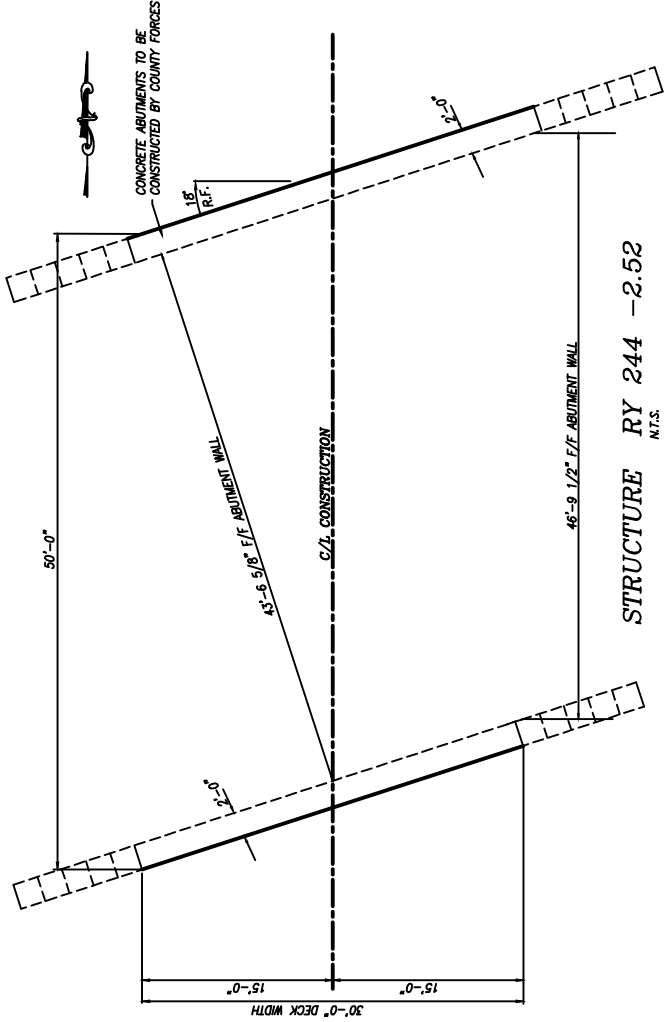 CONCRETE ABUTMENTS TO BE
CONSTRUCTED BY COUNTY FORCES
50'-0"
18°
R.F.
2'-0"
43'-6 5/8" F/F ABUTMENT WALL
C/L CONSTRUCTION
2'-0"
15'-0"
15'-0"
30'-0" DECK WIDTH
46'-9 1/2" F/F ABUTMENT WALL
STRUCTURE RY 244 -2.52
N.T.S.